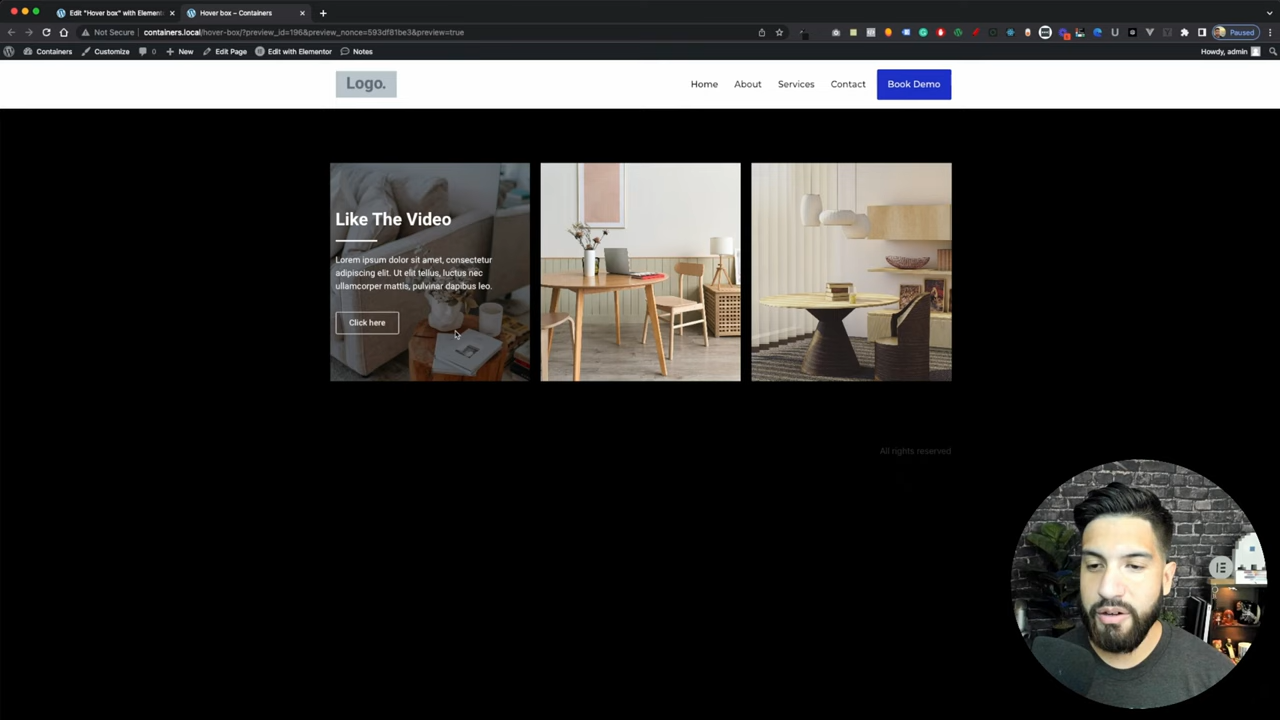 Edit "Hover box" with Elemento
Hover box – Containers
Not Secure
containers.local/hover-box/?preview_id=196&preview_nonce=593df81be3&preview=true
Paused
Containers
Customize
0
New
Edit Page
Edit with Elementor
Notes
Howdy, admin
Logo.
Home
About
Services
Contact
Book Demo
Like The Video
Lorem ipsum dolor sit amet, consectetur
adipiscing elit. Ut elit tellus, luctus nec
ullamcorper mattis, pulvinar dapibus leo.
Click here
All rights reserved